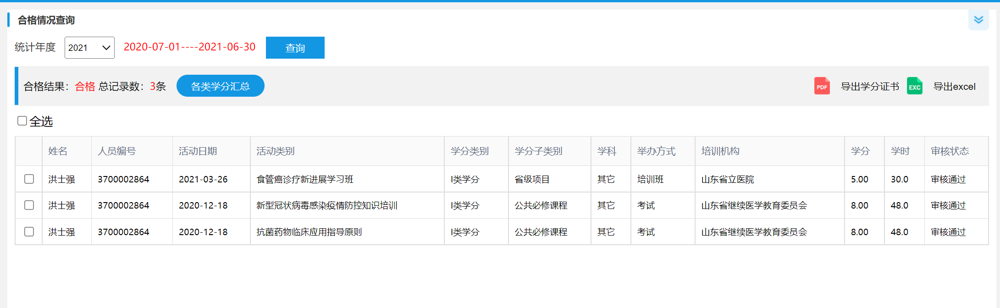 合格情况查询
统计年度 2021 2020-07-01----2021-06-30 查询
合格结果：合格 总记录数：3条 各类学分汇总 PDF 导出学分证书 EXC 导出excel
全选
姓名 人员编号 活动日期 活动类别 学分类别 学分子类别 学科 举办方式 培训机构 学分 学时 审核状态
洪士强 3700002864 2021-03-26 食管癌诊疗新进展学习班 I类学分 省级项目 其它 培训班 山东省立医院 5.00 30.0 审核通过
洪士强 3700002864 2020-12-18 新型冠状病毒感染疫情防控知识培训 I类学分 公共必修课程 其它 考试 山东省继续医学教育委员会 8.00 48.0 审核通过
洪士强 3700002864 2020-12-18 抗菌药物临床应用指导原则 I类学分 公共必修课程 其它 考试 山东省继续医学教育委员会 8.00 48.0 审核通过